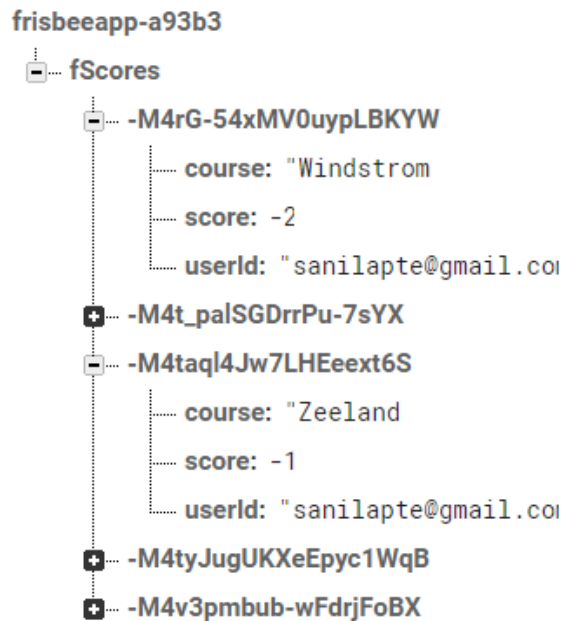 frisbeeapp-a93b3
fScores
-M4rG-54xMV0uypLBKYW
course: "Windstrom
score: -2
userId: "sanilapte@gmail.co
-M4t_palSGDrrPu-7sYX
-M4taql4Jw7LHEeext6S
course: "Zeeland
score: -1
userId: "sanilapte@gmail.co
-M4tyJugUKXeEpyc1WqB
-M4v3pmbub-wFdrjFoBX